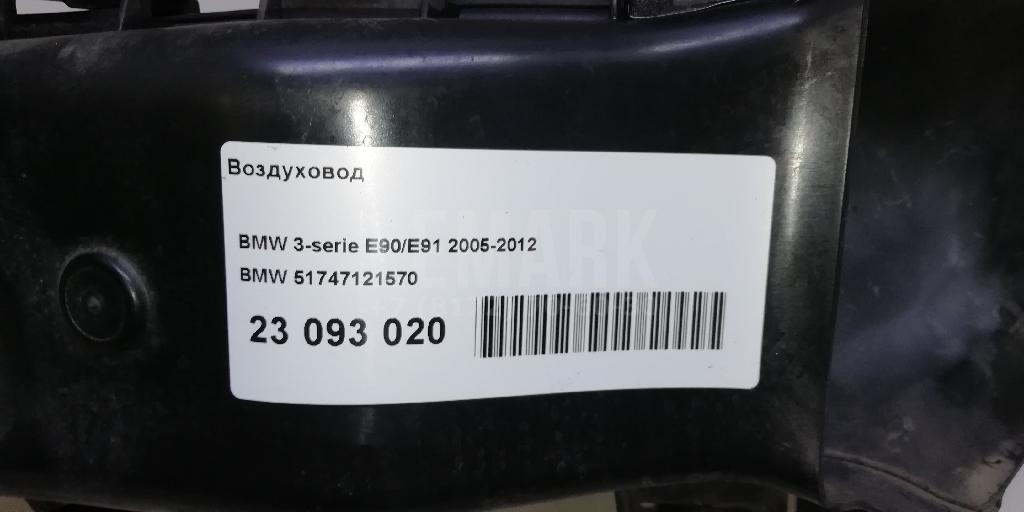 Воздуховод
BMW 3-serie E90/E91 2005-2012
BMW 51747121570
23 093 020